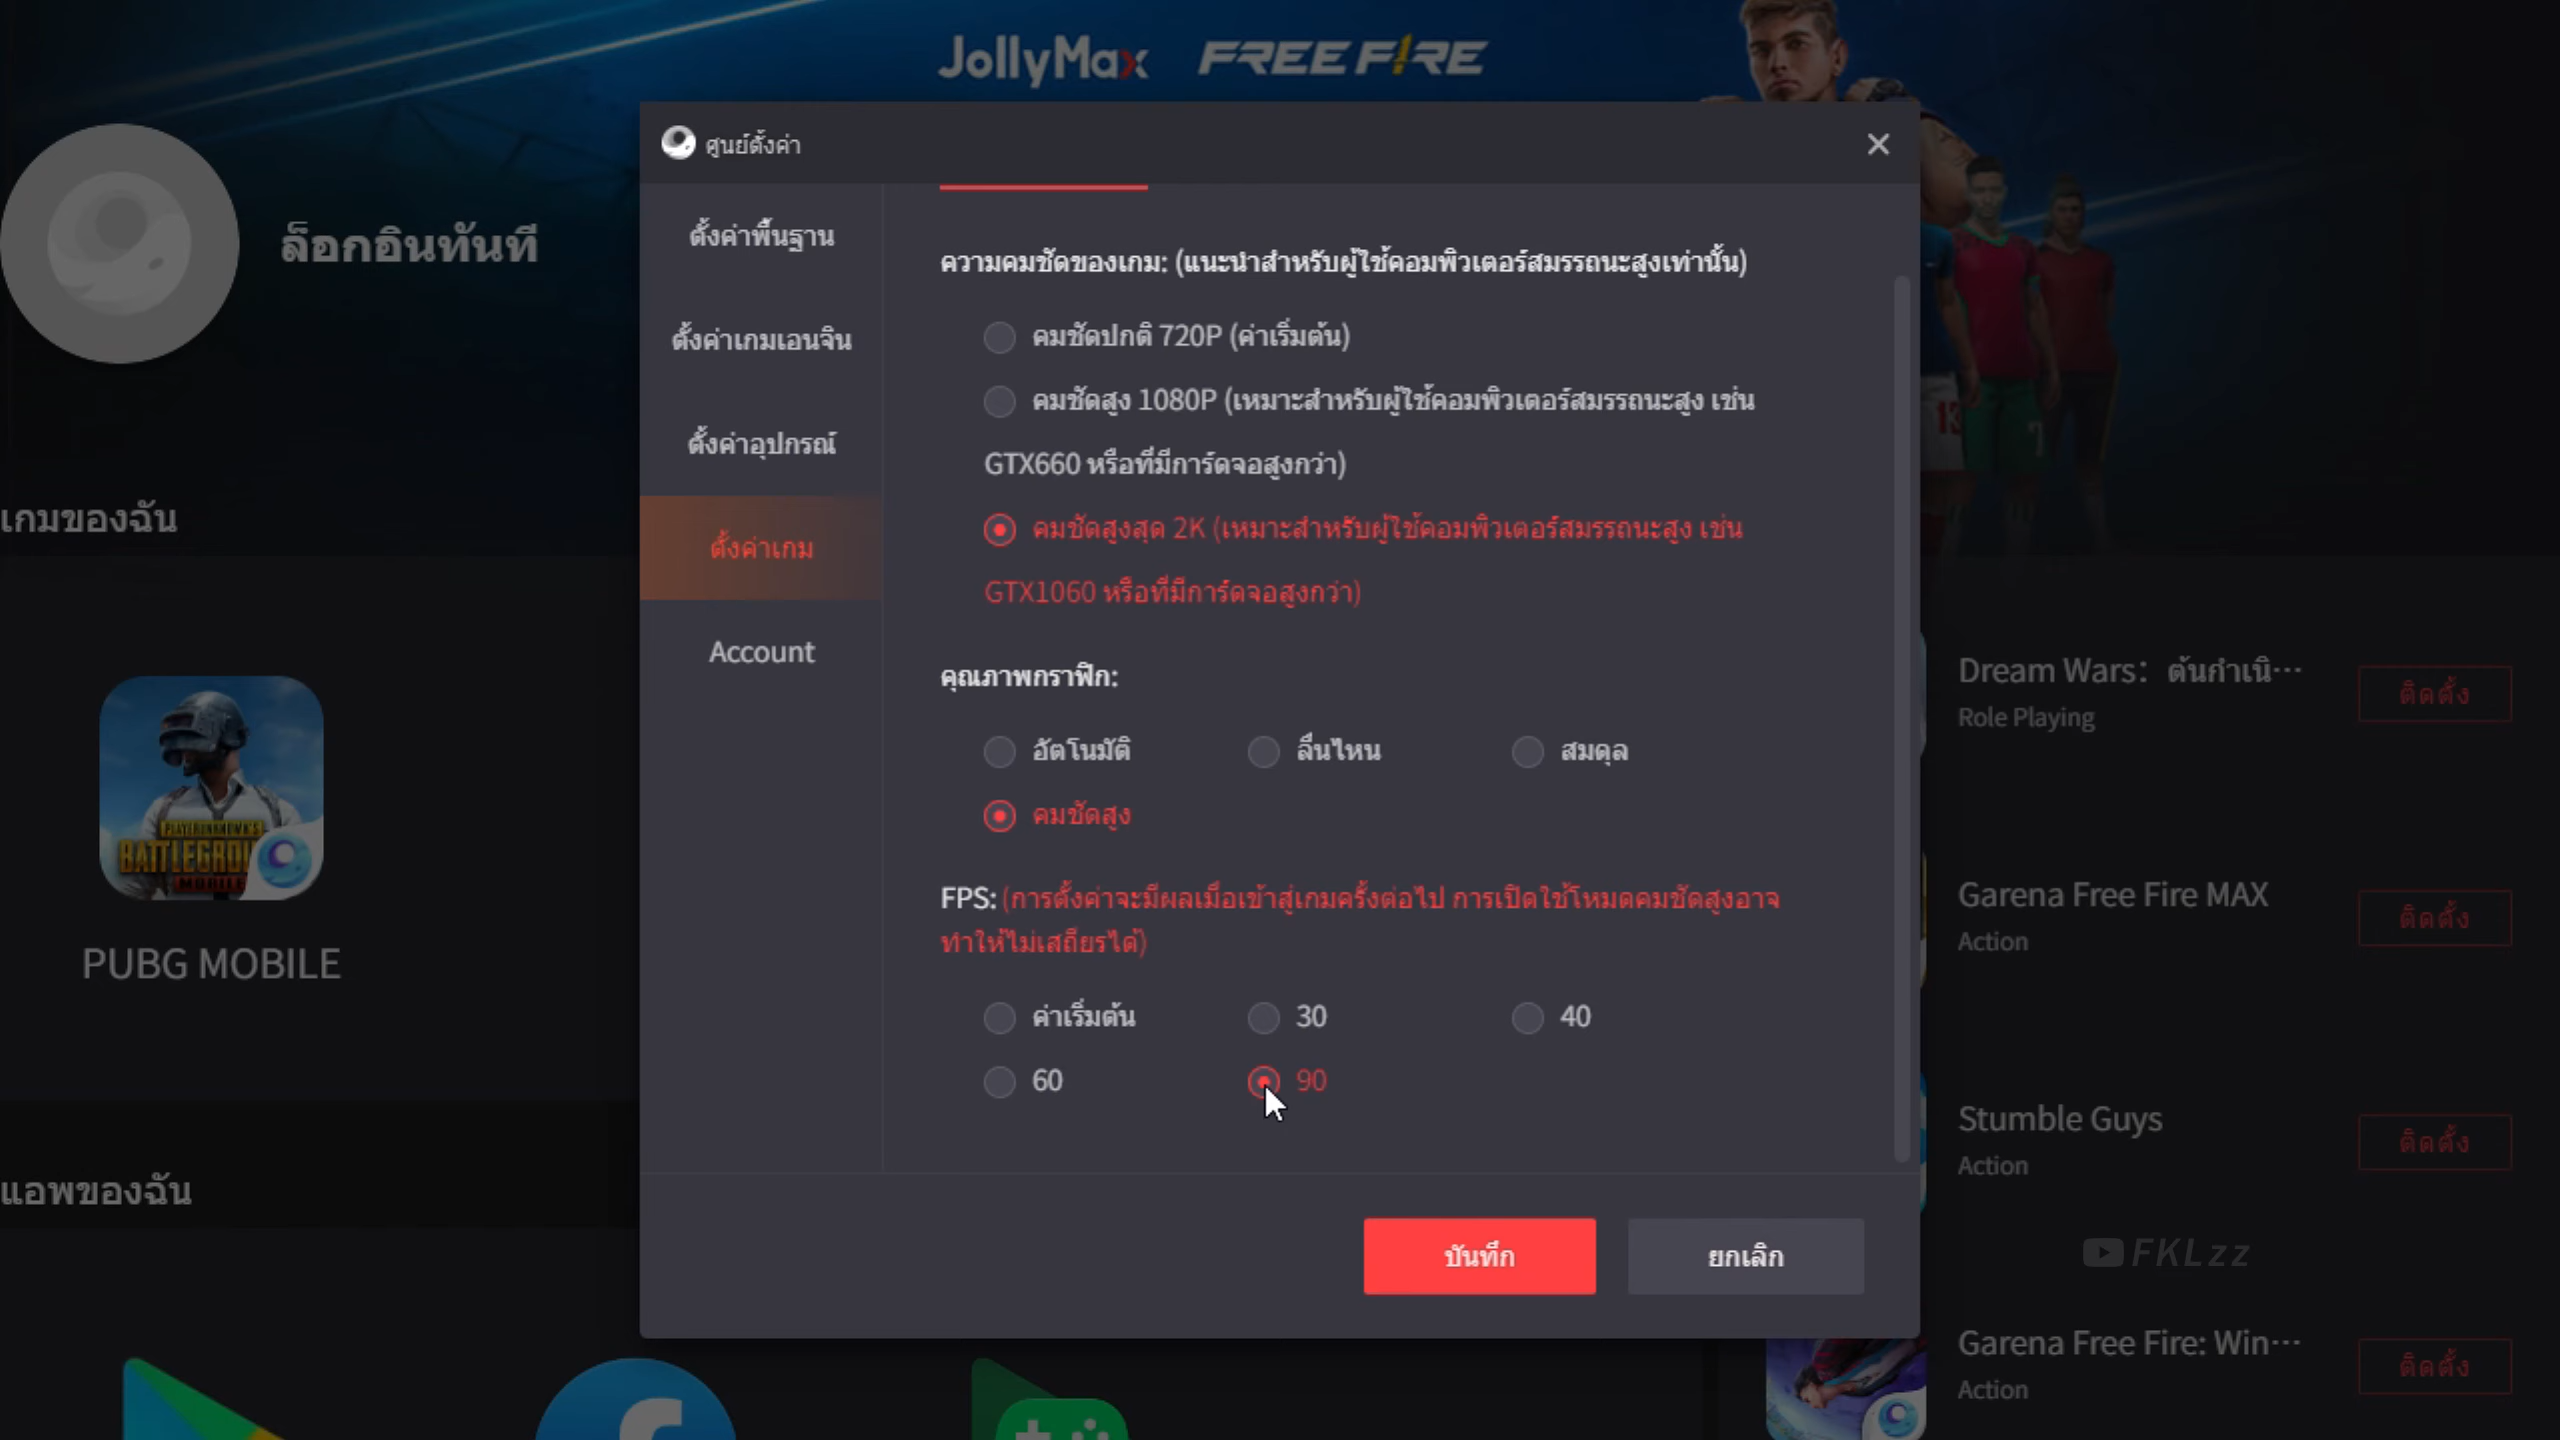 JollyMax FREE FIRE
ศูนย์ตั้งค่า
ล็อกอินทันที
เกมของฉัน
PLAYERUNKNOWN'S
MOBILE
PUBG MOBILE
แอพของฉัน
ตั้งค่าพื้นฐาน
ตั้งค่าเกมเอนจิน
ตั้งค่าอุปกรณ์
ตั้งค่าเกม
Account
ความคมชัดของเกม: (แนะนำสำหรับผู้ใช้คอมพิวเตอร์สมรรถนะสูงเท่านั้น)
คมชัดปกติ 720P (ค่าเริ่มต้น)
คมชัดสูง 1080P (เหมาะสำหรับผู้ใช้คอมพิวเตอร์สมรรถนะสูง เช่น
GTX660 หรือที่มีการ์ดจอสูงกว่า)
คมชัดสูงสุด 2K (เหมาะสำหรับผู้ใช้คอมพิวเตอร์สมรรถนะสูง เช่น
GTX1060 หรือที่มีการ์ดจอสูงกว่า)
คุณภาพกราฟิก:
อัตโนมัติ ลื่นไหน สมดุล
คมชัดสูง
FPS: (การตั้งค่าจะมีผลเมื่อเข้าสู่เกมครั้งต่อไป การเปิดใช้โหมดคมชัดสูงอาจ
ทำให้ไม่เสถียรได้)
ค่าเริ่มต้น 30 40
60 90
บันทึก ยกเลิก
13
7
Dream Wars：ต้นกำเนิ…
Role Playing
ติดตั้ง
Garena Free Fire MAX
Action
ติดตั้ง
Stumble Guys
Action
ติดตั้ง
FKLzz
Garena Free Fire: Win…
Action
ติดตั้ง